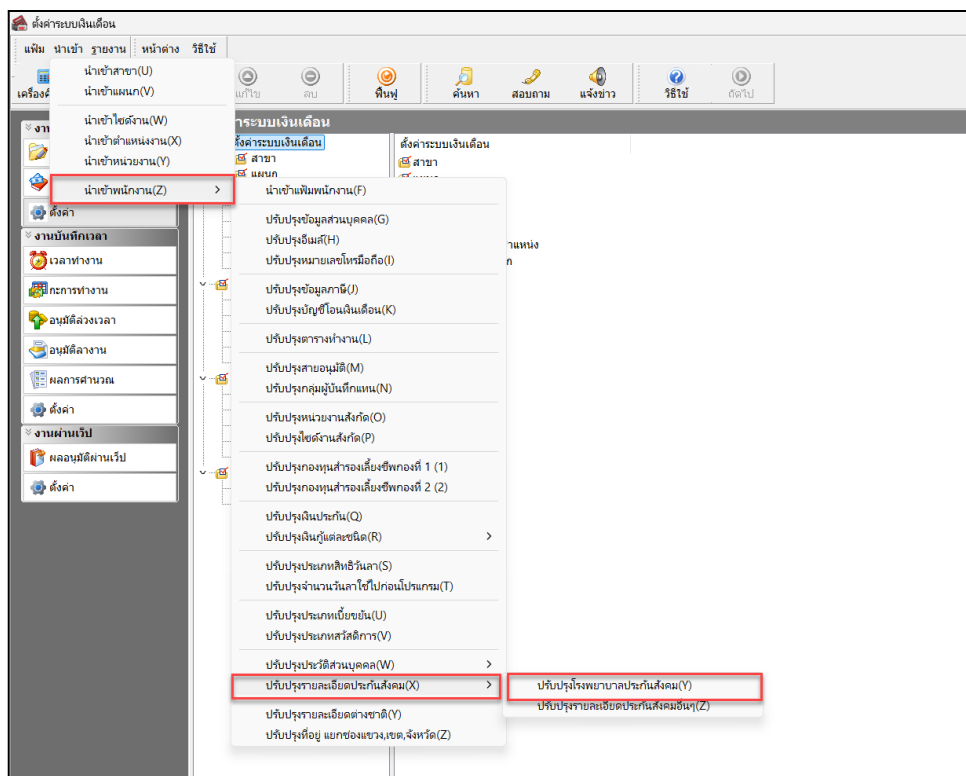 ตั้งค่าระบบเงินเดือน
แฟ้ม นำเข้า รายงาน หน้าต่าง วิธีใช้
แก้ไข ลบ ฟื้นฟู ค้นหา สอบถาม แจ้งข่าว วิธีใช้ ถัดไป
นำเข้าสาขา(U)
นำเข้าแผนก(V)
นำเข้าไซต์งาน(W)
นำเข้าตำแหน่งงาน(X)
นำเข้าหน่วยงาน(Y)
นำเข้าพนักงาน(Z)
ตั้งค่า
งานบันทึกเวลา
เวลาทำงาน
กะการทำงาน
อนุมัติล่วงเวลา
อนุมัติลางาน
ผลการคำนวณ
ตั้งค่า
งานผ่านเว็ป
ผลอนุมัติผ่านเว็ป
ตั้งค่า
ตั้งค่าระบบเงินเดือน
สาขา
แผนก
ตั้งค่าระบบเงินเดือน
สาขา
นำเข้าแฟ้มพนักงาน(F)
ปรับปรุงข้อมูลส่วนบุคคล(G)
ปรับปรุงอีเมล์(H)
ปรับปรุงหมายเลขโทรมือถือ(I)
ปรับปรุงข้อมูลภาษี(J)
ปรับปรุงบัญชีโอนเงินเดือน(K)
ปรับปรุงตารางทำงาน(L)
ปรับปรุงสายอนุมัติ(M)
ปรับปรุงกลุ่มผู้บันทึกแทน(N)
ปรับปรุงหน่วยงานสังกัด(O)
ปรับปรุงไซต์งานสังกัด(P)
ปรับปรุงกองทุนสำรองเลี้ยงชีพกองที่ 1 (1)
ปรับปรุงกองทุนสำรองเลี้ยงชีพกองที่ 2 (2)
ปรับปรุงเงินประกัน(Q)
ปรับปรุงเงินกู้แต่ละชนิด(R)
ปรับปรุงประเภทสิทธิวันลา(S)
ปรับปรุงจำนวนวันลาใช้ไปก่อนโปรแกรม(T)
ปรับปรุงประเภทเบี้ยขยัน(U)
ปรับปรุงประเภทสวัสดิการ(V)
ปรับปรุงประวัติส่วนบุคคล(W)
ปรับปรุงรายละเอียดประกันสังคม(X)
ปรับปรุงรายละเอียดต่างชาติ(Y)
ปรับปรุงที่อยู่ แยกช่องแขวง,เขต,จังหวัด(Z)
ปรับปรุงโรงพยาบาลประกันสังคม(Y)
ปรับปรุงรายละเอียดประกันสังคมอื่นๆ(Z)